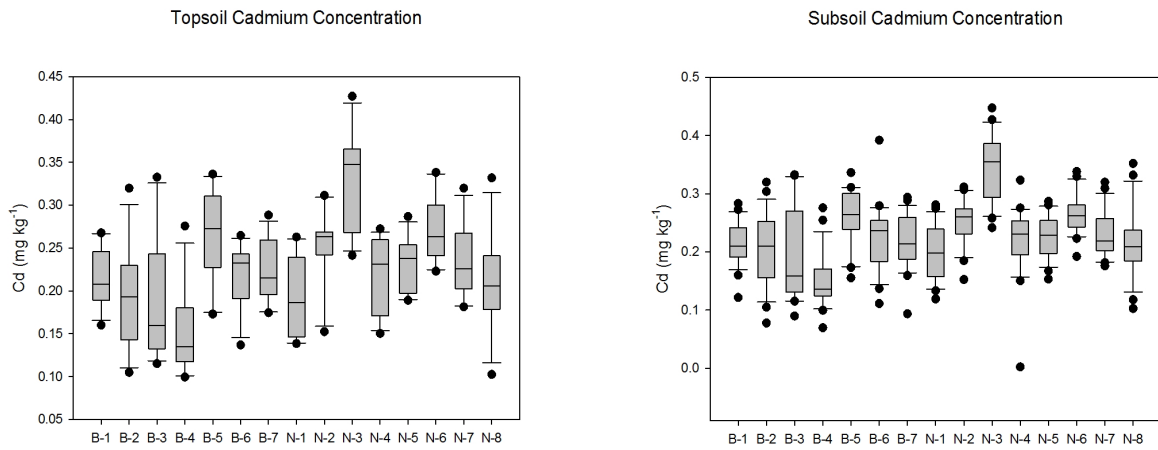 Topsoil Cadmium Concentration
Cd (mg kg⁻¹)
0.45
0.40
0.35
0.30
0.25
0.20
0.15
0.10
0.05
B-1 B-2 B-3 B-4 B-5 B-6 B-7 N-1 N-2 N-3 N-4 N-5 N-6 N-7 N-8
Subsoil Cadmium Concentration
Cd (mg kg⁻¹)
0.5
0.4
0.3
0.2
0.1
0.0
B-1 B-2 B-3 B-4 B-5 B-6 B-7 N-1 N-2 N-3 N-4 N-5 N-6 N-7 N-8